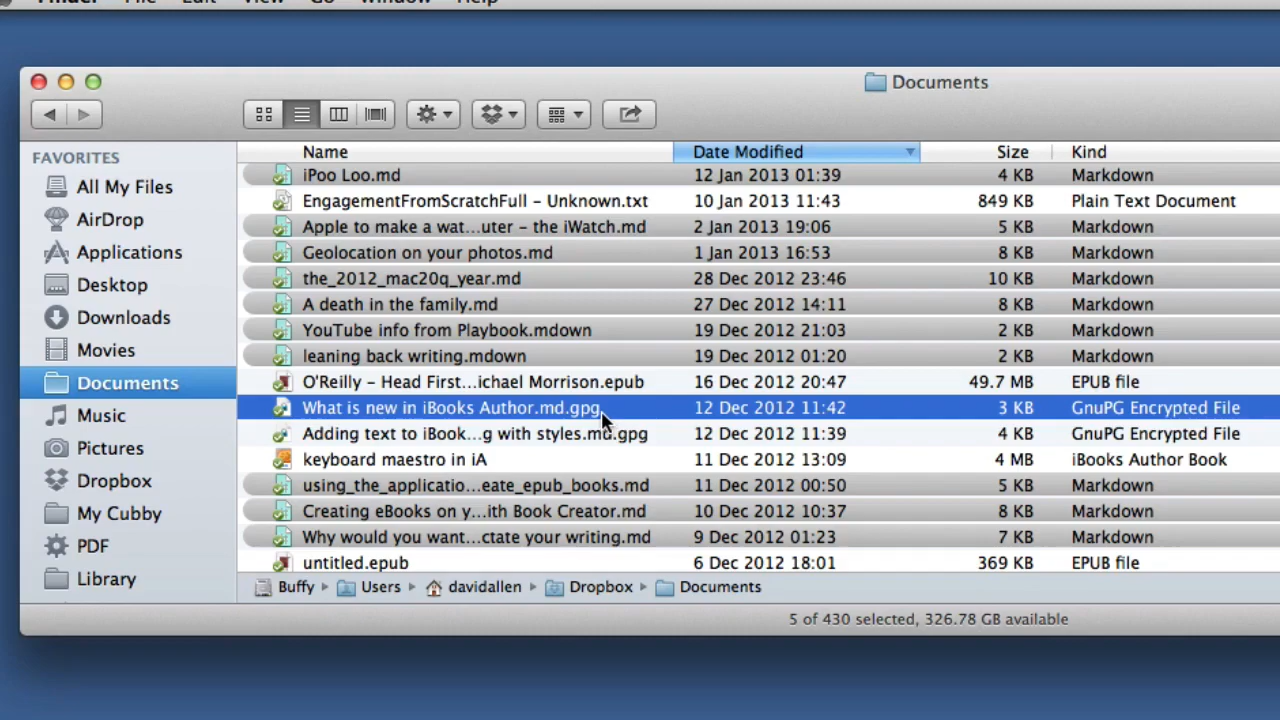 Finder File Edit View Go Window Help
Documents
FAVORITES
All My Files
AirDrop
Applications
Desktop
Downloads
Movies
Documents
Music
Pictures
Dropbox
My Cubby
PDF
Library
Name Date Modified Size Kind
iPoo Loo.md 12 Jan 2013 01:39 4 KB Markdown
EngagementFromScratchFull – Unknown.txt 10 Jan 2013 11:43 849 KB Plain Text Document
Apple to make a wat...uter – the iWatch.md 2 Jan 2013 19:06 5 KB Markdown
Geolocation on your photos.md 1 Jan 2013 16:53 8 KB Markdown
the_2012_mac20q_year.md 28 Dec 2012 23:46 10 KB Markdown
A death in the family.md 27 Dec 2012 14:11 8 KB Markdown
YouTube info from Playbook.mdown 19 Dec 2012 21:03 2 KB Markdown
leaning back writing.mdown 19 Dec 2012 01:20 2 KB Markdown
O'Reilly – Head First...ichael Morrison.epub 16 Dec 2012 20:47 49.7 MB EPUB file
What is new in iBooks Author.md.gpg 12 Dec 2012 11:42 3 KB GnuPG Encrypted File
Adding text to iBook...g with styles.md.gpg 12 Dec 2012 11:39 4 KB GnuPG Encrypted File
keyboard maestro in iA 11 Dec 2012 13:09 4 MB iBooks Author Book
using_the_applicatio...eate_epub_books.md 11 Dec 2012 00:50 5 KB Markdown
Creating eBooks on y...ith Book Creator.md 10 Dec 2012 10:37 8 KB Markdown
Why would you want...ctate your writing.md 9 Dec 2012 01:23 7 KB Markdown
untitled.epub 6 Dec 2012 18:01 369 KB EPUB file
Buffy ▸ Users ▸ davidallen ▸ Dropbox ▸ Documents
5 of 430 selected, 326.78 GB available